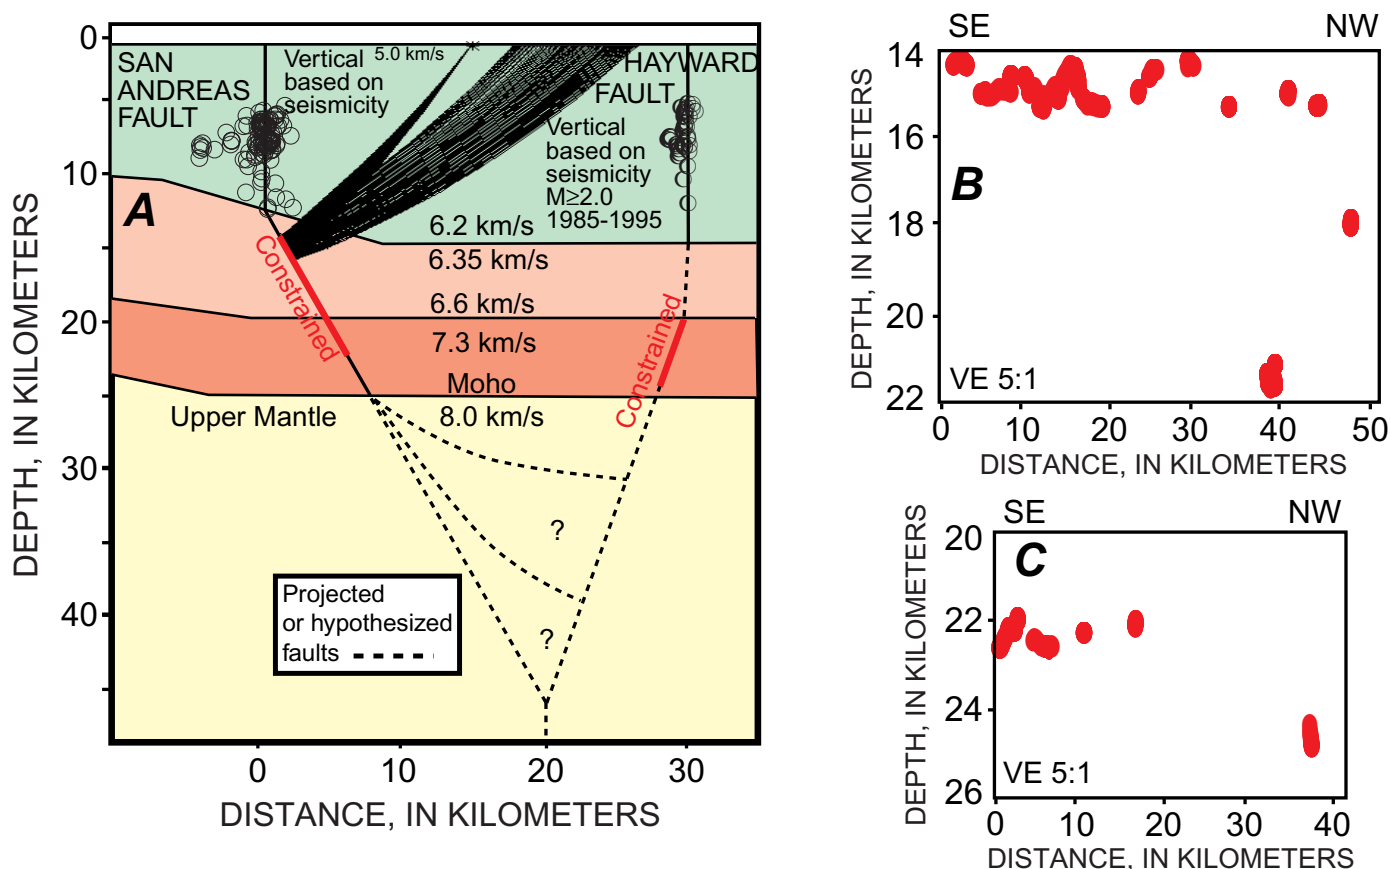 0
10
20
30
40
DEPTH, IN KILOMETERS
SAN
ANDREAS
FAULT
Vertical
based on
seismicity
5.0 km/s
HAYWARD
FAULT
Vertical
based on
seismicity
M≥2.0
1985-1995
A
6.2 km/s
6.35 km/s
6.6 km/s
7.3 km/s
Moho
8.0 km/s
Upper Mantle
Constrained
Constrained
?
?
Projected
or hypothesized
faults
0 10 20 30
DISTANCE, IN KILOMETERS
SE NW
14
16
18
20
22
DEPTH, IN KILOMETERS
B
VE 5:1
0 10 20 30 40 50
DISTANCE, IN KILOMETERS
SE NW
20
22
24
26
DEPTH, IN KILOMETERS
C
VE 5:1
0 10 20 30 40
DISTANCE, IN KILOMETERS